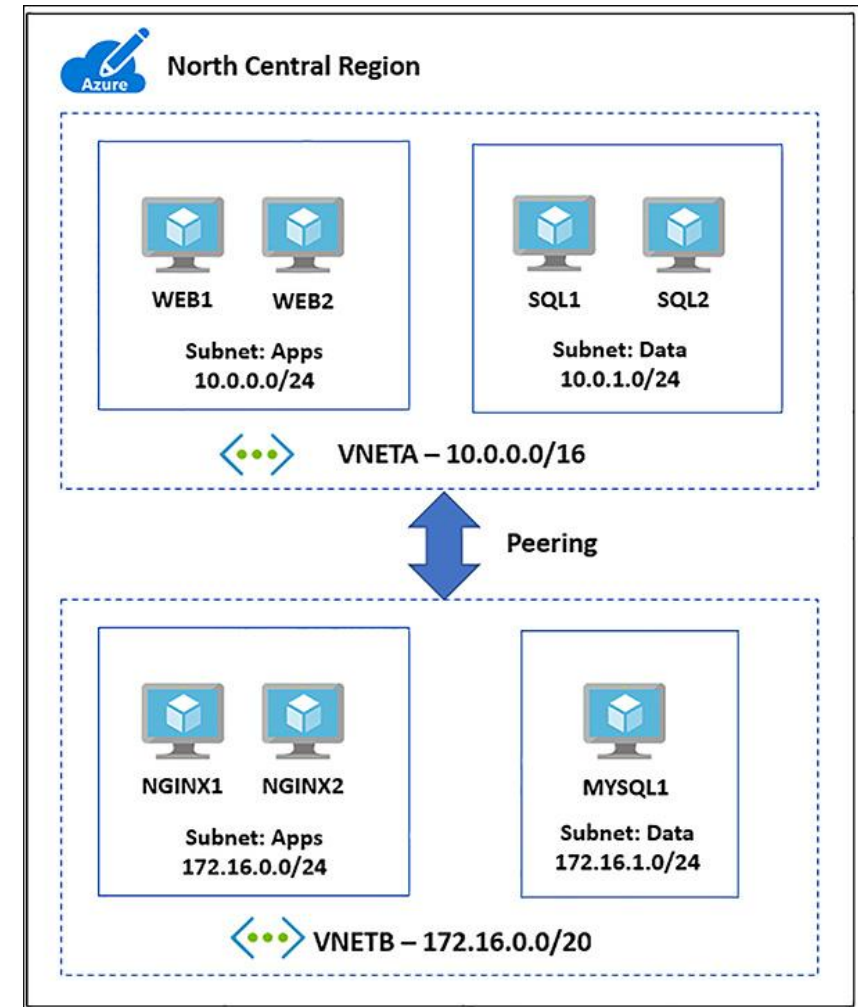 Azure
North Central Region
WEB1
WEB2
Subnet: Apps
10.0.0.0/24
SQL1
SQL2
Subnet: Data
10.0.1.0/24
VNETA – 10.0.0.0/16
Peering
NGINX1
NGINX2
Subnet: Apps
172.16.0.0/24
MYSQL1
Subnet: Data
172.16.1.0/24
VNETB – 172.16.0.0/20